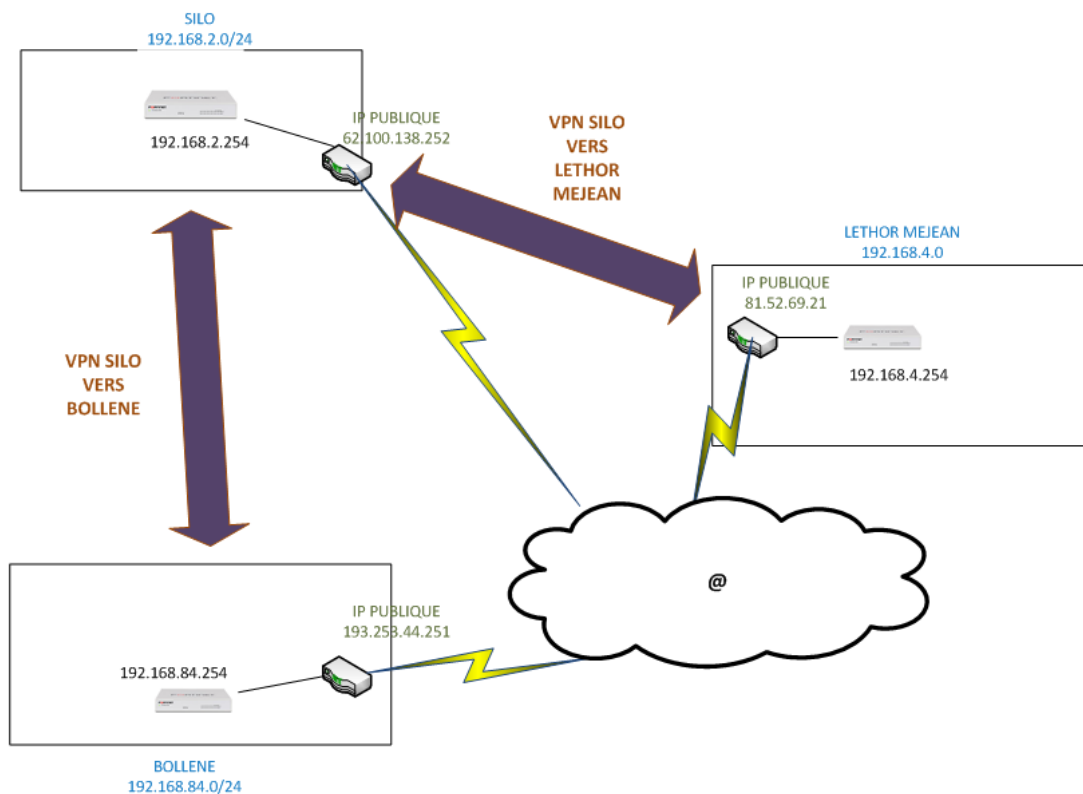 SILO
192.168.2.0/24
192.168.2.254
IP PUBLIQUE
62.100.138.252
VPN SILO
VERS
LETHOR
MEJEAN
LETHOR MEJEAN
192.168.4.0
IP PUBLIQUE
81.52.69.21
192.168.4.254
VPN SILO
VERS
BOLLENE
@
IP PUBLIQUE
193.253.44.251
192.168.84.254
BOLLENE
192.168.84.0/24